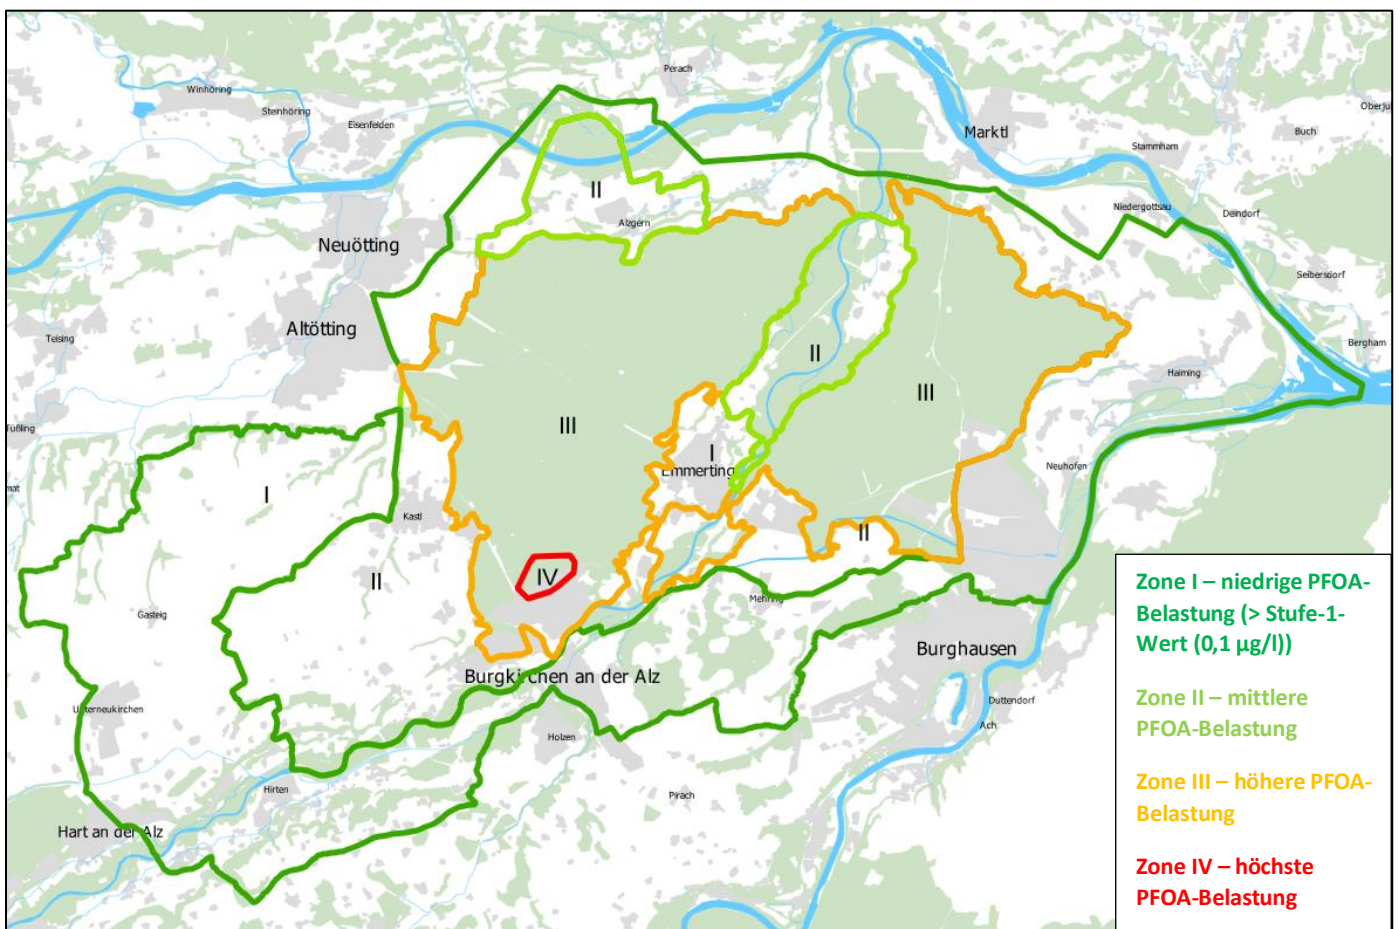 Perach
Winhöring
Steinhöring
Eisenfelden
Oberju
Marktl
Buch
Stammham
II
Alzgern
Niedergottsau
Deindorf
Neuötting
Seibersdorf
Altötting
Teising
Bergham
II
Haiming
III
III
Tüßling
I
Emmerting
Neuhofen
mat
I
Kastl
II
II
IV
Mehring
Gasteig
Burghausen
Burgkirchen an der Alz
Unterneukirchen
Duttendorf
Ach
Holzen
Hirten
Pirach
Hart an der Alz
Zone I – niedrige PFOA-
Belastung (> Stufe-1-
Wert (0,1 µg/l))
Zone II – mittlere
PFOA-Belastung
Zone III – höhere PFOA-
Belastung
Zone IV – höchste
PFOA-Belastung